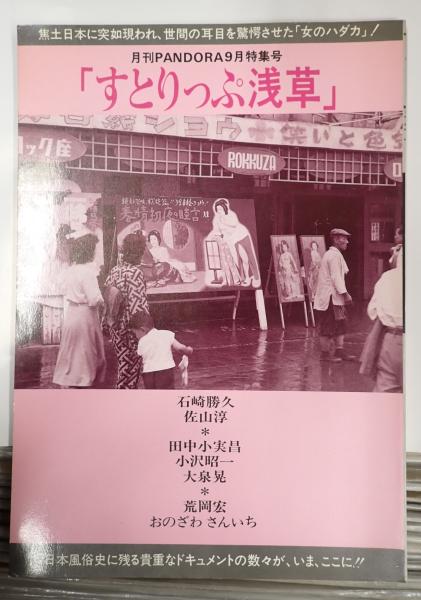 焦土日本に突如現われ、世間の耳目を驚愕させた「女のハダカ」!
月刊PANDORA9月特集号
「すとりっぷ浅草」
笑いと色
ック座
ROKKUZA
石崎勝久
佐山淳
*
田中小実昌
小沢昭一
大泉晃
*
荒岡宏
おのざわ さんいち
日本風俗史に残る貴重なドキュメントの数々が、いま、ここに!!